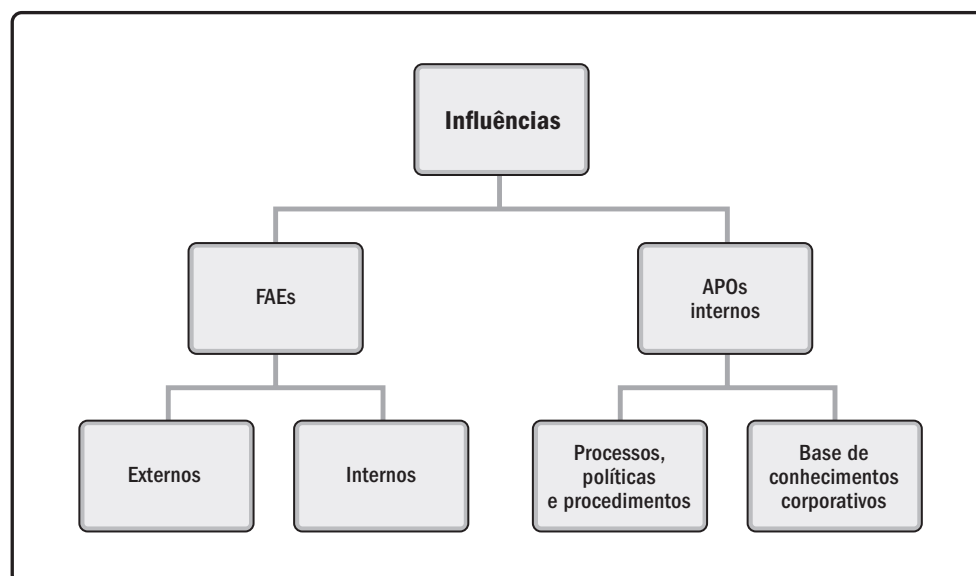 Influências
FAEs
APOs
internos
Externos
Internos
Processos,
políticas
e procedimentos
Base de
conhecimentos
corporativos